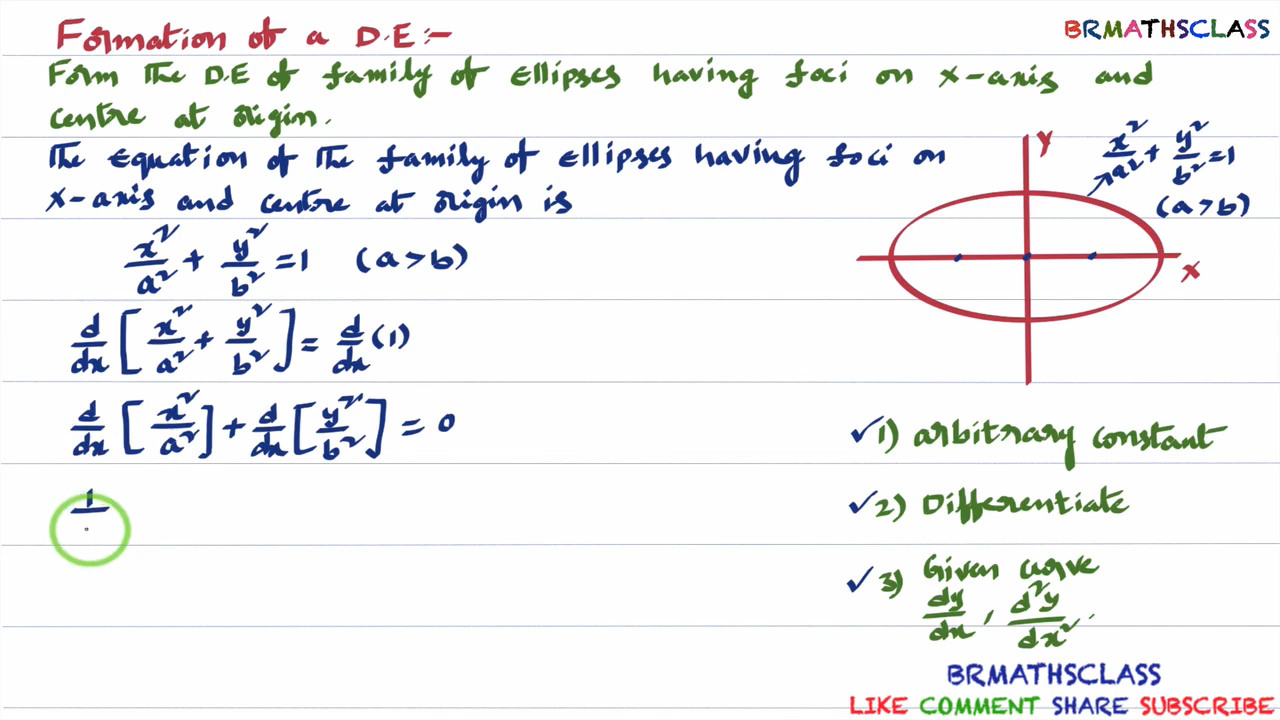 Formation of a D.E :-
BRMATHSCLASS
Form the D.E of family of Ellipses having foci on x-axis and
centre at origin.
The Equation of the family of Ellipses having foci on
x-axis and centre at origin is
x²/a² + y²/b² = 1 (a > b)
d/dx [x²/a² + y²/b²] = d/dx (1)
d/dx [x²/a²] + d/dx [y²/b²] = 0
1
y
x²/a² + y²/b² = 1
(a > b)
x
✓1) arbitrary constant
✓2) Differentiate
✓3) Given curve
dy/dx , d²y/dx² .
BRMATHSCLASS
LIKE COMMENT SHARE SUBSCRIBE